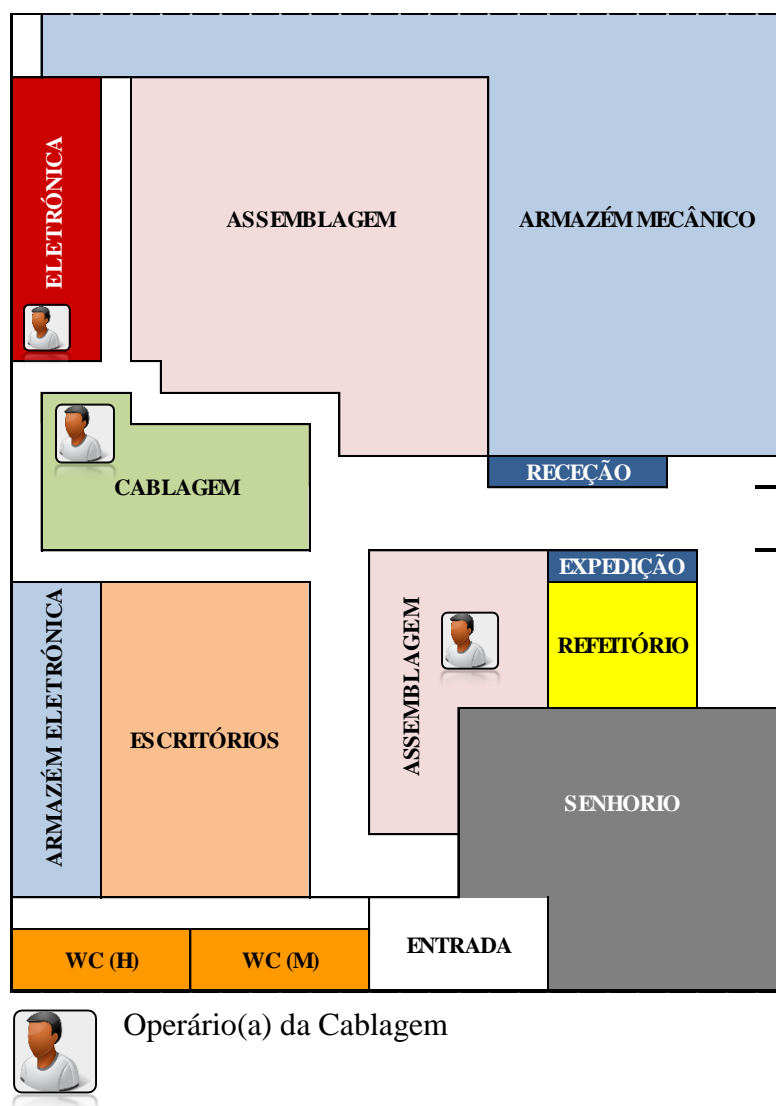 ELETRÓNICA
ASSEMBLAGEM
ARMAZÉM MECÂNICO
RECEÇÃO
CABLAGEM
EXPEDIÇÃO
ASSEMBLAGEM
REFEITÓRIO
ARMAZÉM ELETRÓNICA
ESCRITÓRIOS
SENHORIO
WC (H)
WC (M)
ENTRADA
Operário(a) da Cablagem